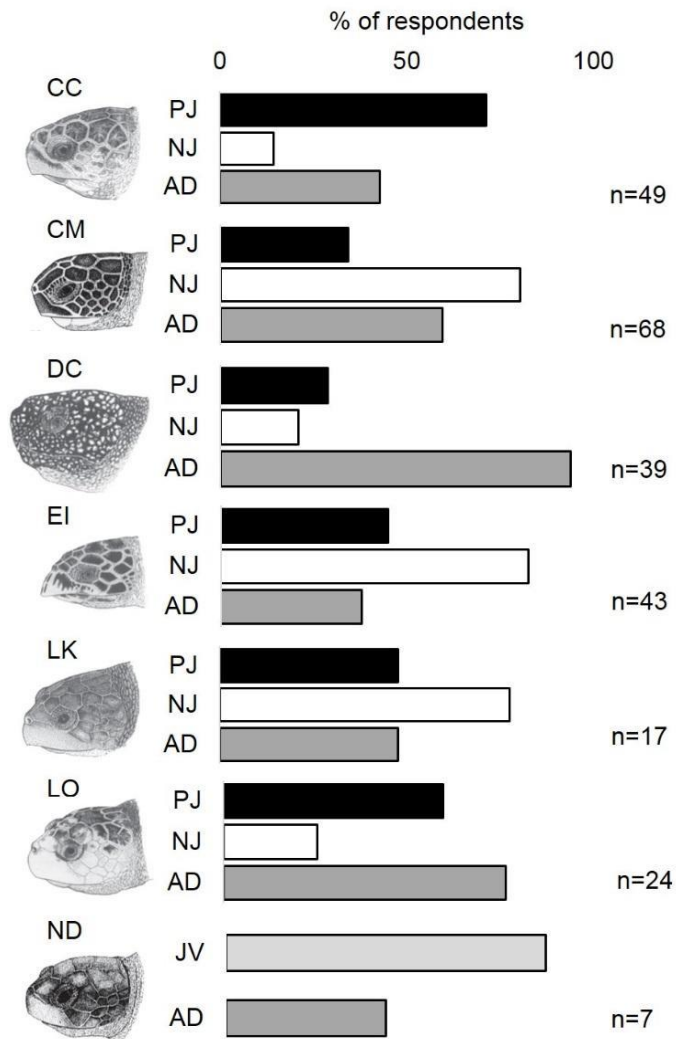 % of respondents
0 50 100
CC
PJ
NJ
AD
n=49
CM
PJ
NJ
AD
n=68
DC
PJ
NJ
AD
n=39
EI
PJ
NJ
AD
n=43
LK
PJ
NJ
AD
n=17
LO
PJ
NJ
AD
n=24
ND
JV
AD
n=7